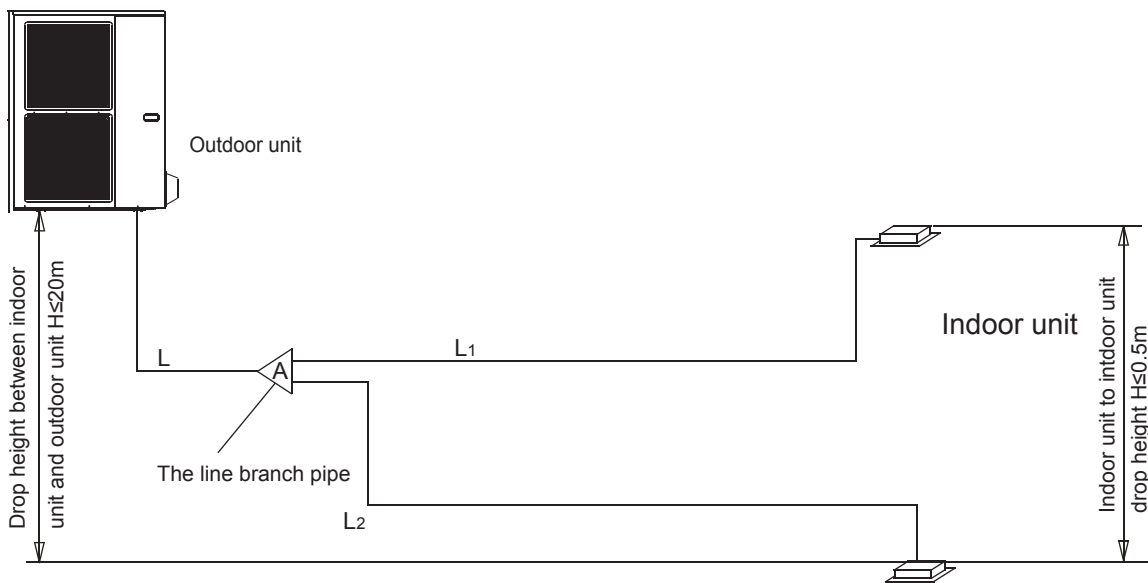 Outdoor unit
Drop height between indoor
unit and outdoor unit H≤20m
L
A
L1
Indoor unit
Indoor unit to intdoor unit
drop height H≤0.5m
The line branch pipe
L2